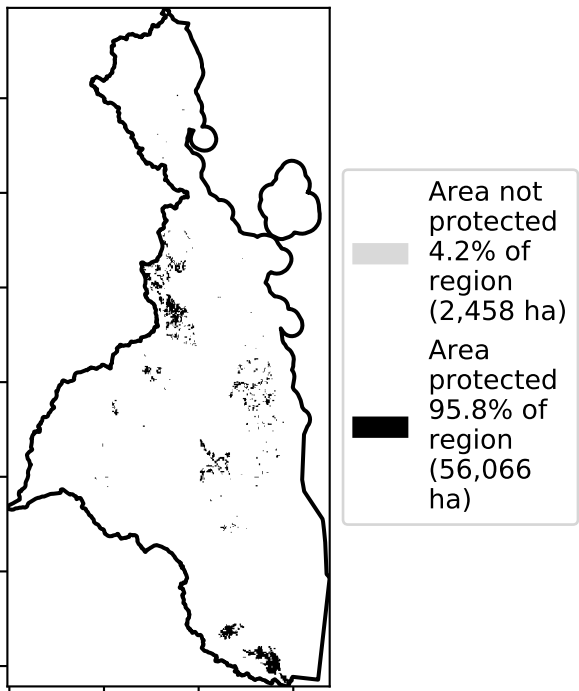 Area not
protected
4.2% of
region
(2,458 ha)
Area
protected
95.8% of
region
(56,066
ha)